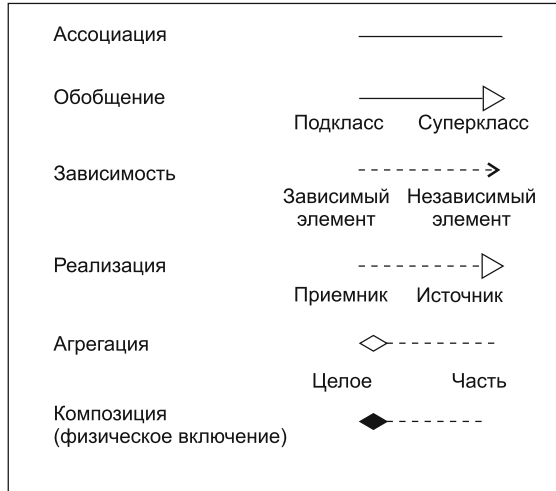 Ассоциация
Обобщение
Подкласс Суперкласс
Зависимость
Зависимый Независимый
элемент элемент
Реализация
Приемник Источник
Агрегация
Целое Часть
Композиция
(физическое включение)